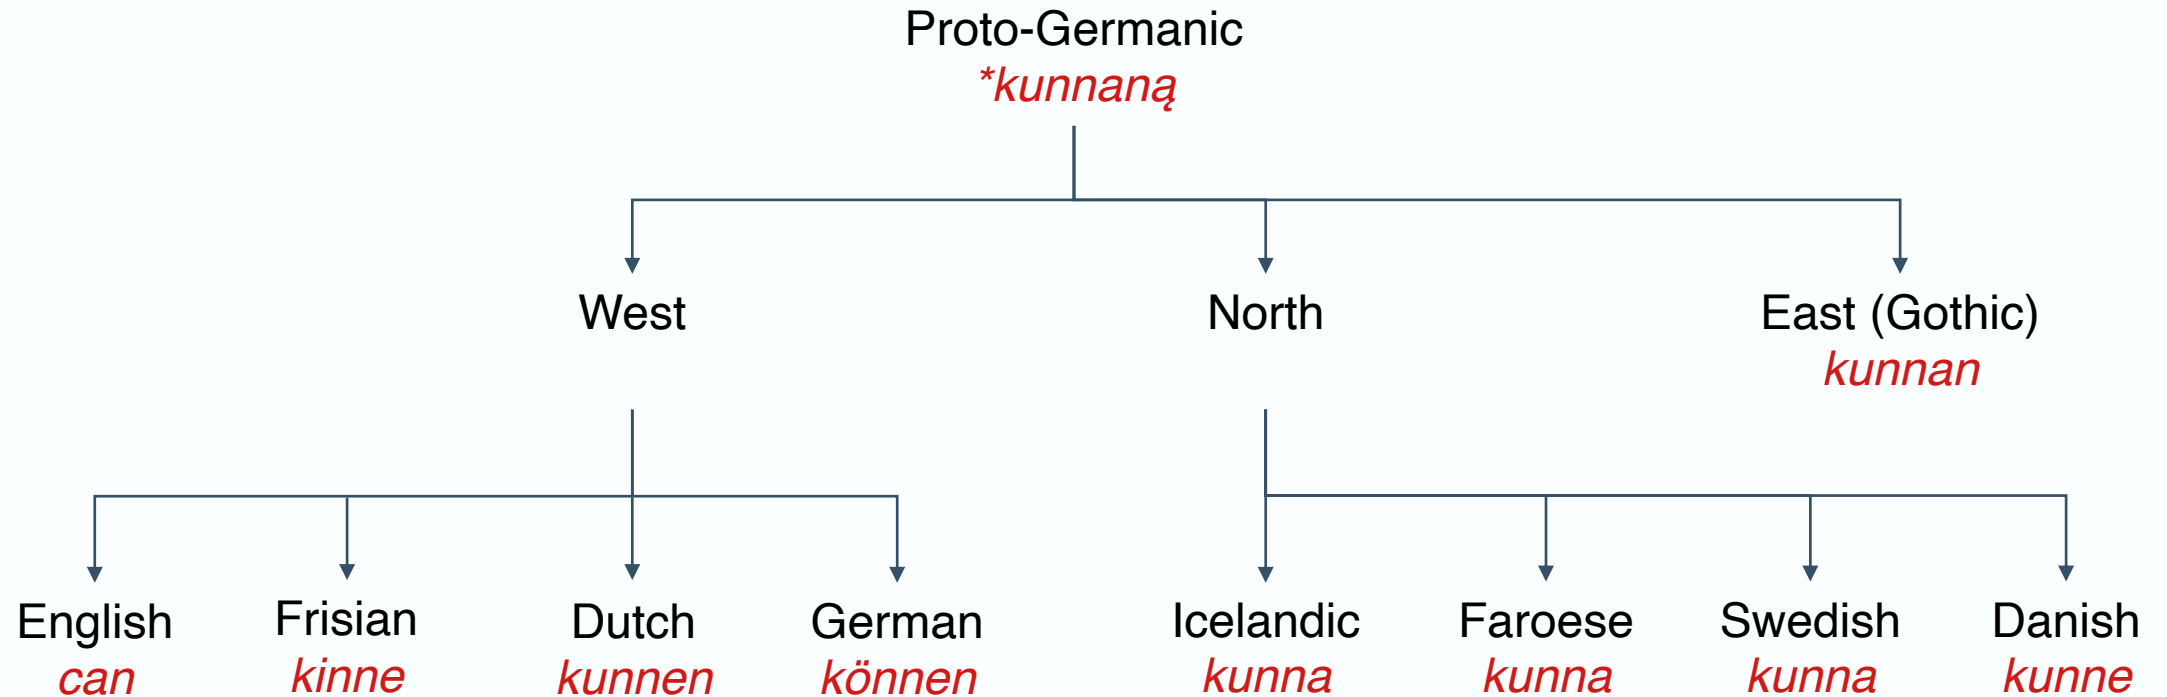 Proto-Germanic
*kunnaną
West
North
East (Gothic)
kunnan
English
Frisian
Dutch
German
Icelandic
Faroese
Swedish
Danish
can
kinne
kunnen
können
kunna
kunna
kunna
kunne